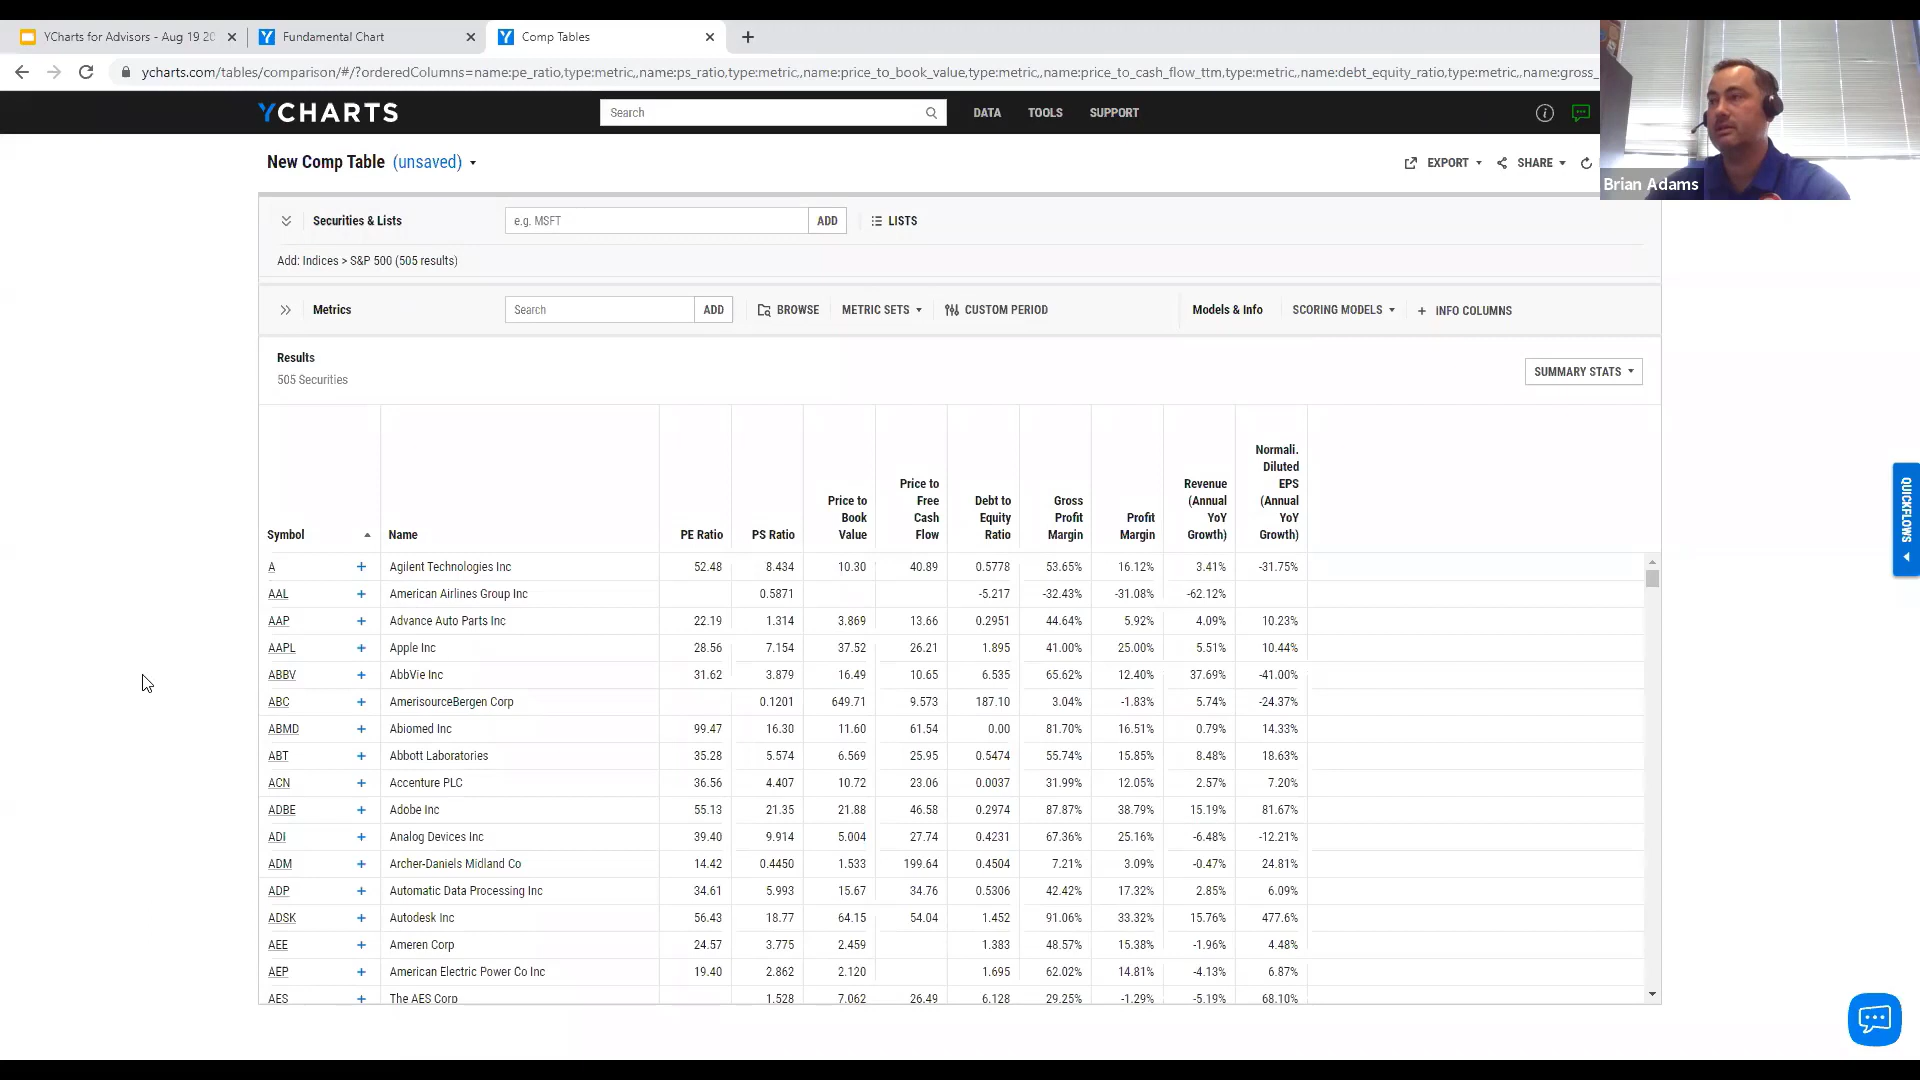 YCharts for Advisors - Aug 19 20
Fundamental Chart
Comp Tables
ycharts.com/tables/comparison/#/?orderedColumns=name:pe_ratio,type:metric,,name:ps_ratio,type:metric,,name:price_to_book_value,type:metric,,name:price_to_cash_flow_ttm,type:metric,,name:debt_equity_ratio,type:metric,,name:gross_
YCHARTS
Search
DATA
TOOLS
SUPPORT
New Comp Table (unsaved)
EXPORT
SHARE
Brian Adams
Securities & Lists
e.g. MSFT
ADD
LISTS
Add: Indices > S&P 500 (505 results)
Metrics
Search
ADD
BROWSE
METRIC SETS
CUSTOM PERIOD
Models & Info
SCORING MODELS
+ INFO COLUMNS
Results
505 Securities
SUMMARY STATS
QUICKFLOWS
Symbol
Name
PE Ratio
PS Ratio
Price to
Book
Value
Price to
Free
Cash
Flow
Debt to
Equity
Ratio
Gross
Profit
Margin
Profit
Margin
Revenue
(Annual
YoY
Growth)
Normali.
Diluted
EPS
(Annual
YoY
Growth)
A + Agilent Technologies Inc 52.48 8.434 10.30 40.89 0.5778 53.65% 16.12% 3.41% -31.75%
AAL + American Airlines Group Inc 0.5871 -5.217 -32.43% -31.08% -62.12%
AAP + Advance Auto Parts Inc 22.19 1.314 3.869 13.66 0.2951 44.64% 5.92% 4.09% 10.23%
AAPL + Apple Inc 28.56 7.154 37.52 26.21 1.895 41.00% 25.00% 5.51% 10.44%
ABBV + AbbVie Inc 31.62 3.879 16.49 10.65 6.535 65.62% 12.40% 37.69% -41.00%
ABC + AmerisourceBergen Corp 0.1201 649.71 9.573 187.10 3.04% -1.83% 5.74% -24.37%
ABMD + Abiomed Inc 99.47 16.30 11.60 61.54 0.00 81.70% 16.51% 0.79% 14.33%
ABT + Abbott Laboratories 35.28 5.574 6.569 25.95 0.5474 55.74% 15.85% 8.48% 18.63%
ACN + Accenture PLC 36.56 4.407 10.72 23.06 0.0037 31.99% 12.05% 2.57% 7.20%
ADBE + Adobe Inc 55.13 21.35 21.88 46.58 0.2974 87.87% 38.79% 15.19% 81.67%
ADI + Analog Devices Inc 39.40 9.914 5.004 27.74 0.4231 67.36% 25.16% -6.48% -12.21%
ADM + Archer-Daniels Midland Co 14.42 0.4450 1.533 199.64 0.4504 7.21% 3.09% -0.47% 24.81%
ADP + Automatic Data Processing Inc 34.61 5.993 15.67 34.76 0.5306 42.42% 17.32% 2.85% 6.09%
ADSK + Autodesk Inc 56.43 18.77 64.15 54.04 1.452 91.06% 33.32% 15.76% 477.6%
AEE + Ameren Corp 24.57 3.775 2.459 1.383 48.57% 15.38% -1.96% 4.48%
AEP + American Electric Power Co Inc 19.40 2.862 2.120 1.695 62.02% 14.81% -4.13% 6.87%
AES + The AES Corp 1.528 7.062 26.49 6.128 29.25% -1.29% -5.19% 68.10%